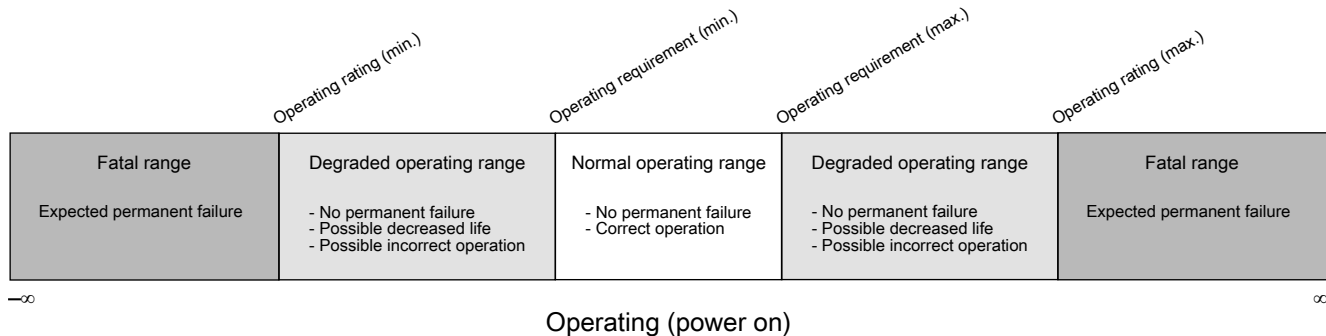 Operating rating (min.)
Operating requirement (min.)
Operating requirement (max.)
Operating rating (max.)
Fatal range
Expected permanent failure
Degraded operating range
- No permanent failure
- Possible decreased life
- Possible incorrect operation
Normal operating range
- No permanent failure
- Correct operation
Degraded operating range
- No permanent failure
- Possible decreased life
- Possible incorrect operation
Fatal range
Expected permanent failure
–∞
∞
Operating (power on)